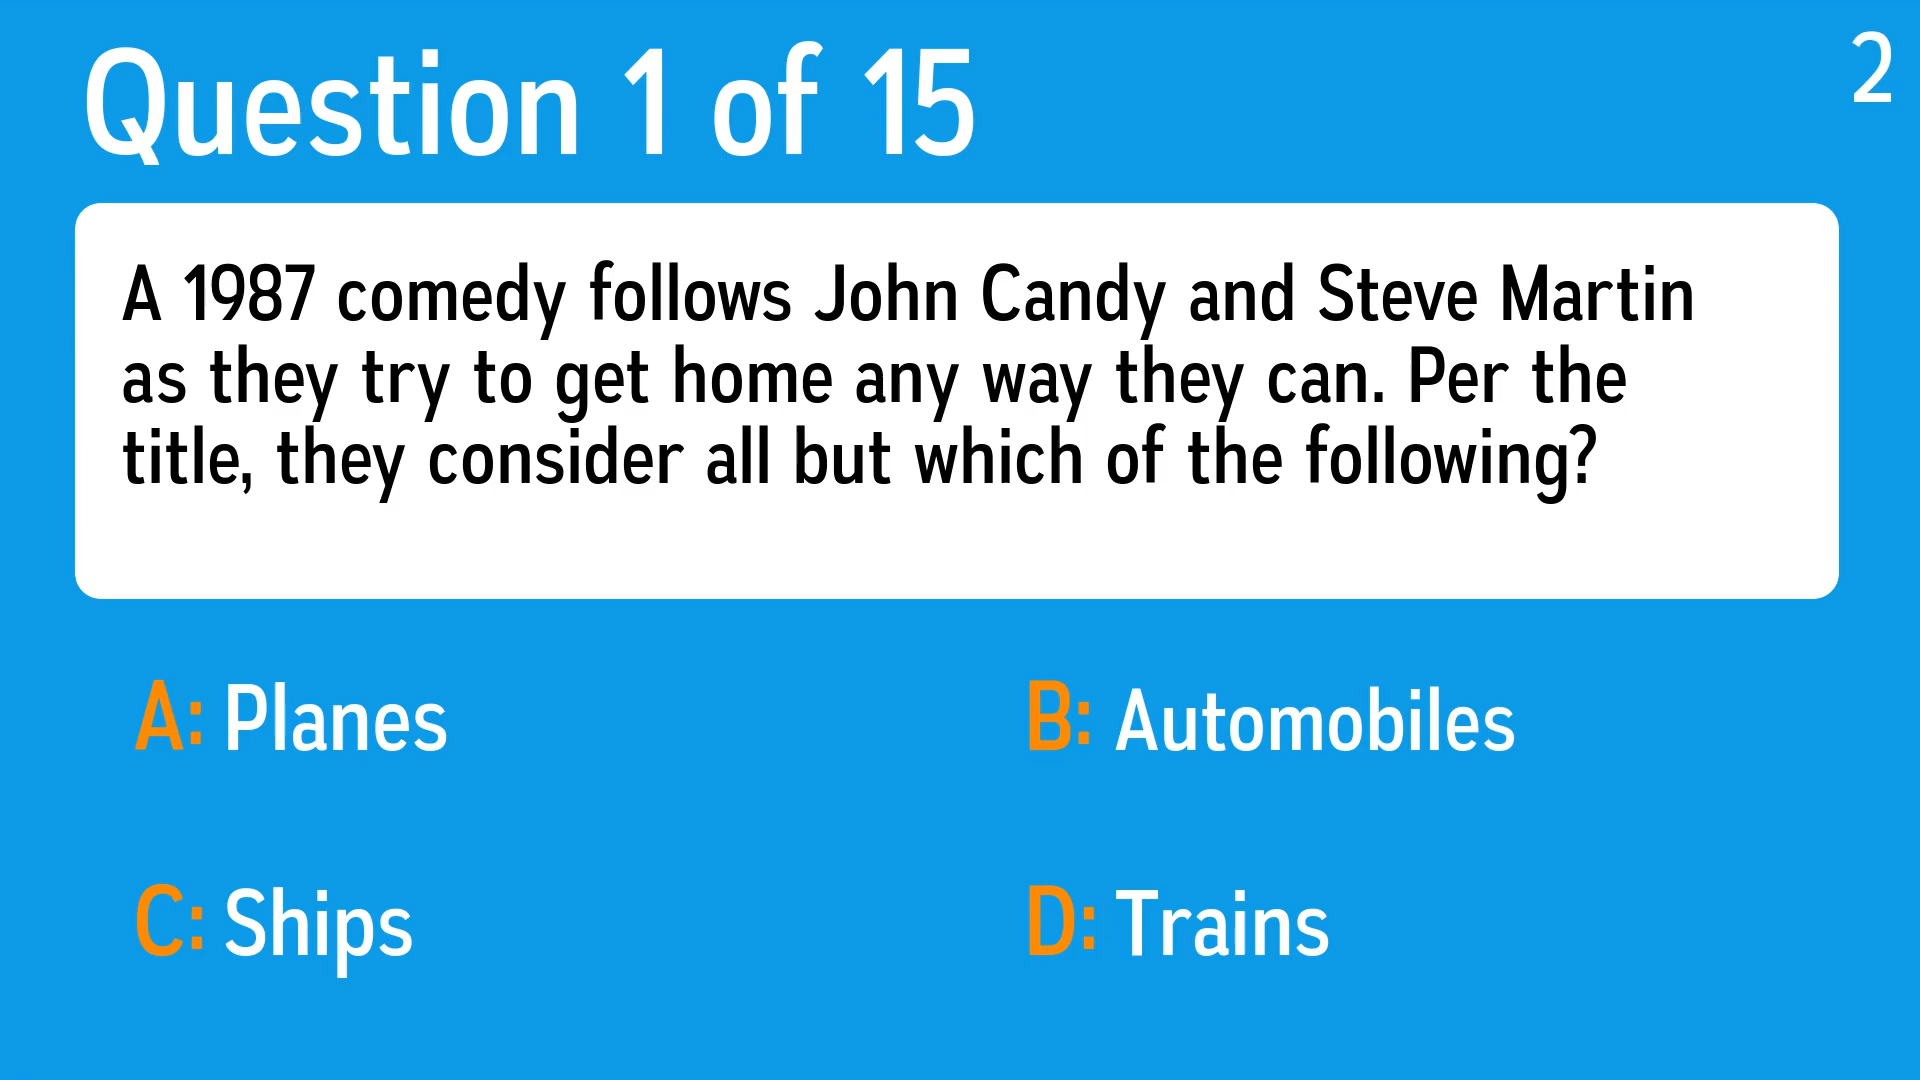 Question 1 of 15
2
A 1987 comedy follows John Candy and Steve Martin
as they try to get home any way they can. Per the
title, they consider all but which of the following?
A: Planes
B: Automobiles
C: Ships
D: Trains